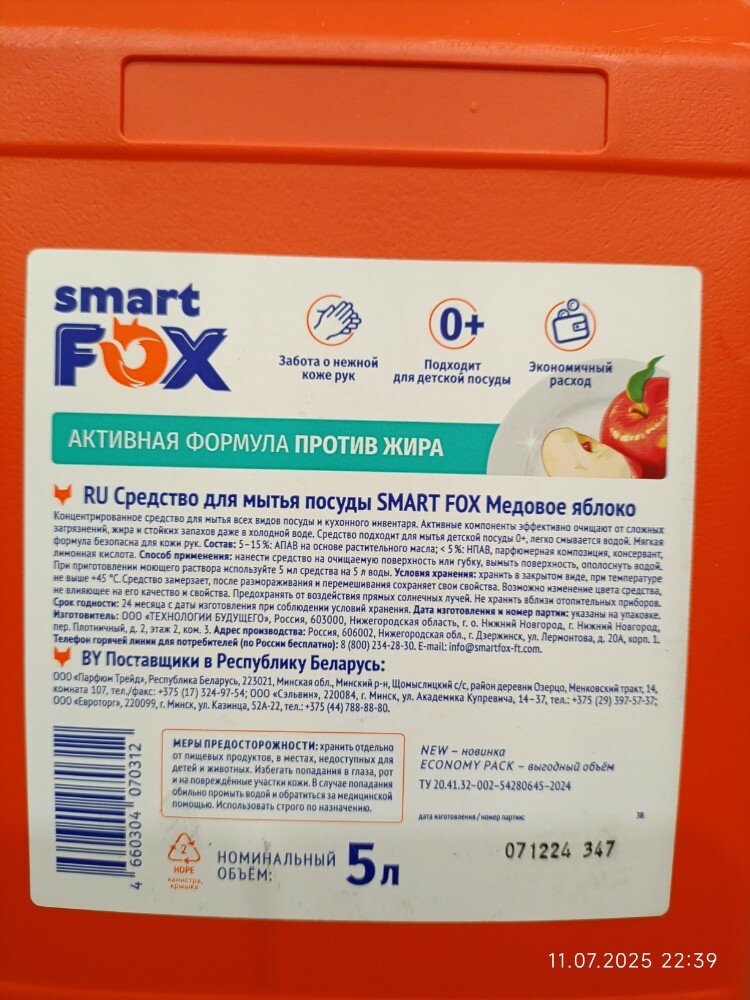 smart
FOX
Забота о нежной
коже рук
0+
Подходит
для детской посуды
Экономичный
расход
АКТИВНАЯ ФОРМУЛА ПРОТИВ ЖИРА
RU Средство для мытья посуды SMART FOX Медовое яблоко
Концентрированное средство для мытья всех видов посуды и кухонного инвентаря. Активные компоненты эффективно очищают от сложных
загрязнений, жира и стойких запахов даже в холодной воде. Средство подходит для мытья детской посуды 0+, легко смывается водой. Мягкая
формула безопасна для кожи рук. Состав: 5–15%: АПАВ на основе растительного масла; < 5%: НПАВ, парфюмерная композиция, консервант,
лимонная кислота. Способ применения: нанести средство на очищаемую поверхность или губку, вымыть поверхность, ополоснуть водой.
При приготовлении моющего раствора используйте 5 мл средства на 5 л воды. Условия хранения: хранить в закрытом виде, при температуре
не выше +45 °C. Средство замерзает, после размораживания и перемешивания сохраняет свои свойства. Возможно изменение цвета средства,
не влияющее на его качество и свойства. Предохранять от воздействия прямых солнечных лучей. Не хранить вблизи отопительных приборов.
Срок годности: 24 месяца с даты изготовления при соблюдении условий хранения. Дата изготовления и номер партии: указаны на упаковке.
Изготовитель: ООО «ТЕХНОЛОГИИ БУДУЩЕГО», Россия, 603000, Нижегородская область, г. о. Нижний Новгород, г. Нижний Новгород,
пер. Плотничный, д. 2, этаж 2, ком. 3. Адрес производства: Россия, 606002, Нижегородская обл., г. Дзержинск, ул. Лермонтова, д. 20А, корп. 1.
Телефон горячей линии для потребителей (по России бесплатно): 8 (800) 234-28-30. E-mail: info@smartfox-ft.com.
BY Поставщики в Республику Беларусь:
ООО «Парфюм Трейд», Республика Беларусь, 223021, Минская обл., Минский р-н, Щомыслицкий с/с, район деревни Озерцо, Менковский тракт, 14,
комната 107, тел./факс: +375 (17) 324-97-54; ООО «Сэльвин», 220084, г. Минск, ул. Академика Купревича, 14–37, тел.: +375 (29) 397-57-37;
ООО «Евроторг», 220099, г. Минск, ул. Казинца, 52А-22, тел.: +375 (44) 788-88-80.
4 660304 070312
МЕРЫ ПРЕДОСТОРОЖНОСТИ: хранить отдельно
от пищевых продуктов, в местах, недоступных для
детей и животных. Избегать попадания в глаза, рот
и на повреждённые участки кожи. В случае попадания
обильно промыть водой и обратиться за медицинской
помощью. Использовать строго по назначению.
NEW – новинка
ECONOMY PACK – выгодный объём
ТУ 20.41.32–002–54280645–2024
дата изготовления / номер партии:
38
2
HDPE
канистра,
крышка
НОМИНАЛЬНЫЙ
ОБЪЁМ:
5л
071224 347
11.07.2025 22:39